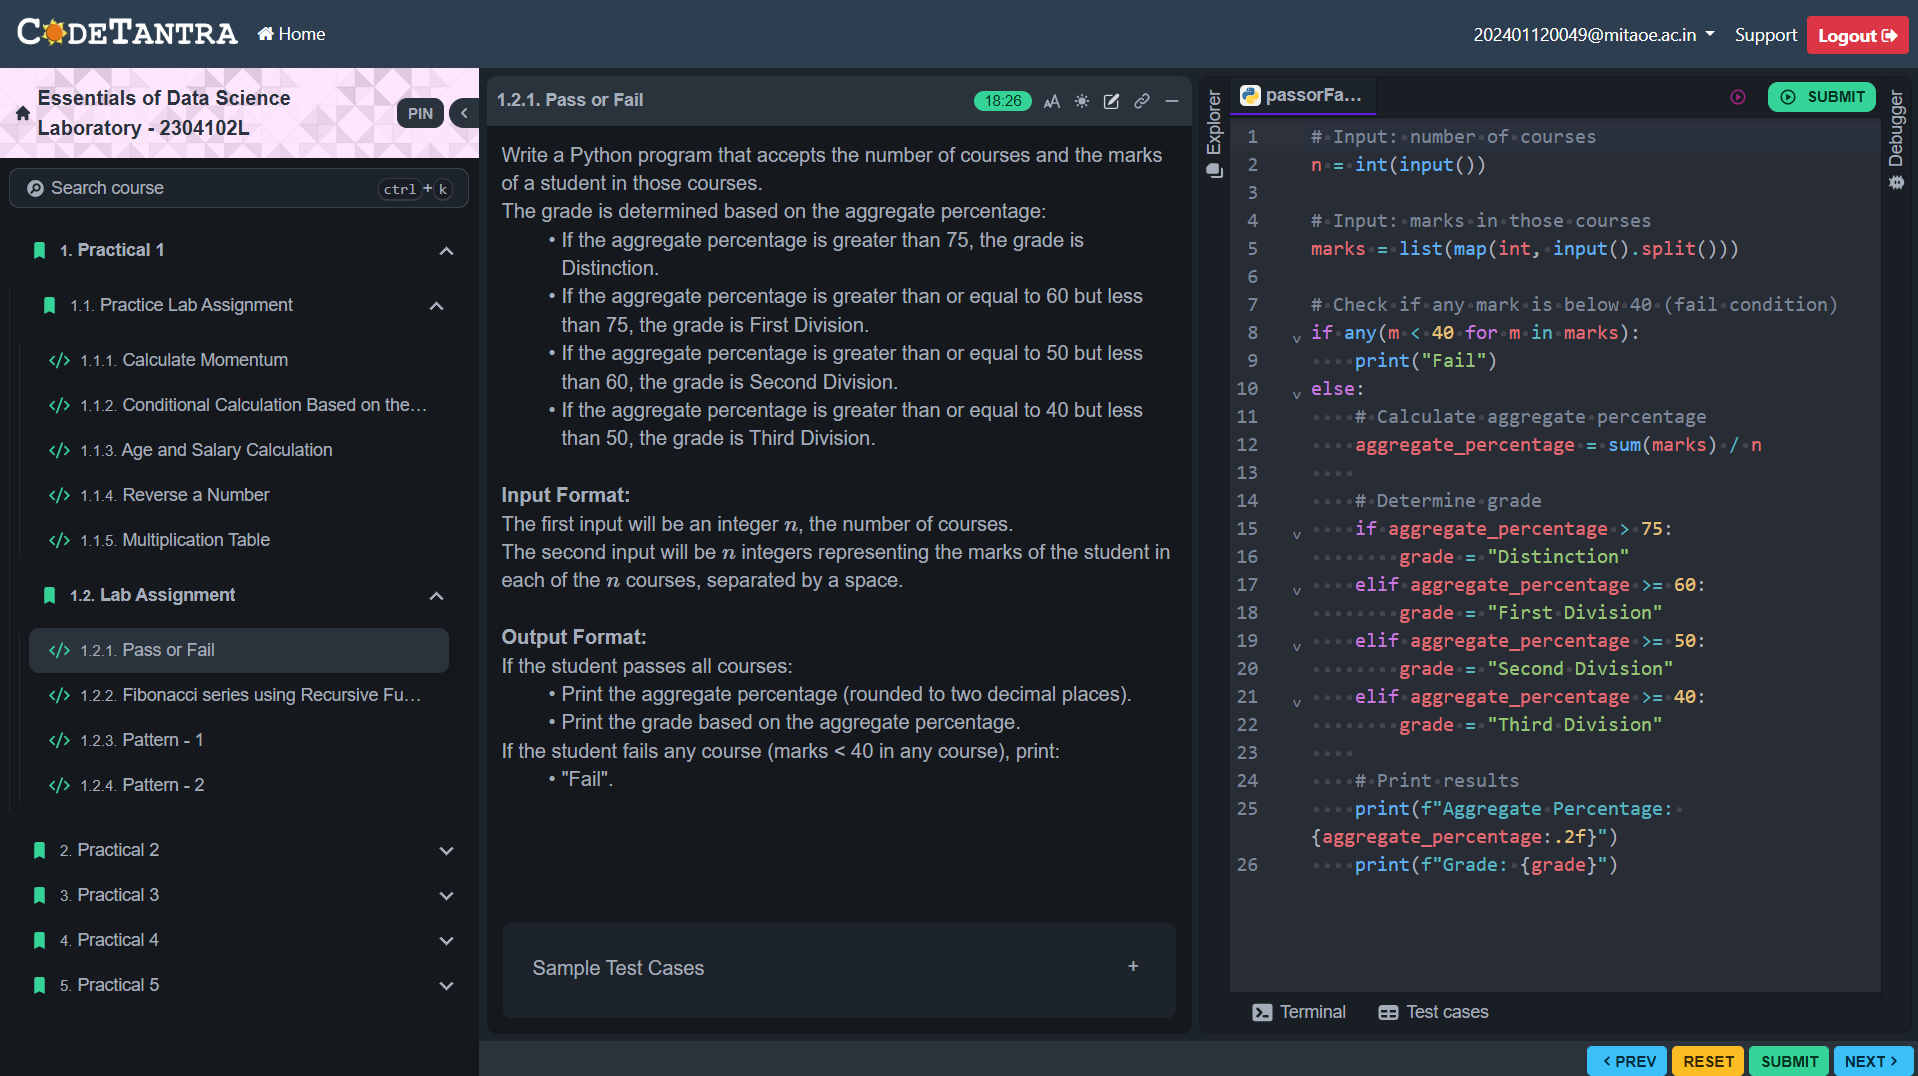 CODETANTRA
Home
202401120049@mitaoe.ac.in
Support
Logout
Essentials of Data Science
Laboratory - 2304102L
PIN
Search course
ctrl + k
1. Practical 1
1.1. Practice Lab Assignment
1.1.1. Calculate Momentum
1.1.2. Conditional Calculation Based on the...
1.1.3. Age and Salary Calculation
1.1.4. Reverse a Number
1.1.5. Multiplication Table
1.2. Lab Assignment
1.2.1. Pass or Fail
1.2.2. Fibonacci series using Recursive Fu...
1.2.3. Pattern - 1
1.2.4. Pattern - 2
2. Practical 2
3. Practical 3
4. Practical 4
5. Practical 5
1.2.1. Pass or Fail
18:26
AA
Write a Python program that accepts the number of courses and the marks
of a student in those courses.
The grade is determined based on the aggregate percentage:
• If the aggregate percentage is greater than 75, the grade is
Distinction.
• If the aggregate percentage is greater than or equal to 60 but less
than 75, the grade is First Division.
• If the aggregate percentage is greater than or equal to 50 but less
than 60, the grade is Second Division.
• If the aggregate percentage is greater than or equal to 40 but less
than 50, the grade is Third Division.
Input Format:
The first input will be an integer n, the number of courses.
The second input will be n integers representing the marks of the student in
each of the n courses, separated by a space.
Output Format:
If the student passes all courses:
• Print the aggregate percentage (rounded to two decimal places).
• Print the grade based on the aggregate percentage.
If the student fails any course (marks < 40 in any course), print:
• "Fail".
Sample Test Cases
+
Explorer
passorFa...
SUBMIT
Debugger
1 # Input: number of courses
2 n = int(input())
3
4 # Input: marks in those courses
5 marks = list(map(int, input().split()))
6
7 # Check if any mark is below 40 (fail condition)
8 if any(m < 40 for m in marks):
9     print("Fail")
10 else:
11     # Calculate aggregate percentage
12     aggregate_percentage = sum(marks) / n
13
14     # Determine grade
15     if aggregate_percentage > 75:
16         grade = "Distinction"
17     elif aggregate_percentage >= 60:
18         grade = "First Division"
19     elif aggregate_percentage >= 50:
20         grade = "Second Division"
21     elif aggregate_percentage >= 40:
22         grade = "Third Division"
23
24     # Print results
25     print(f"Aggregate Percentage:
{aggregate_percentage:.2f}")
26     print(f"Grade: {grade}")
Terminal
Test cases
< PREV
RESET
SUBMIT
NEXT >